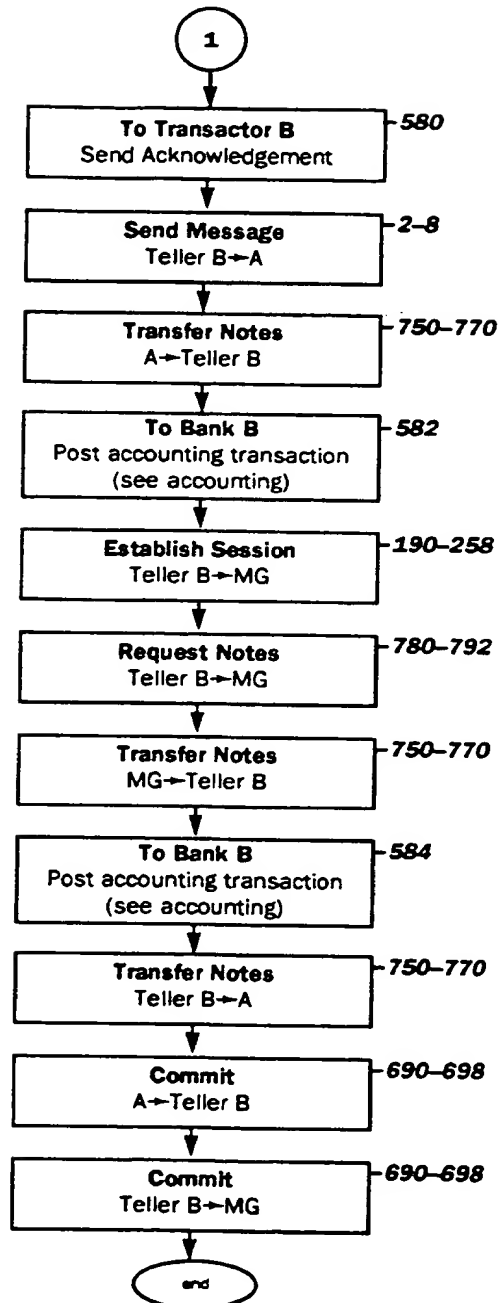 1
To Transactor B
Send Acknowledgement
580
Send Message
Teller B→A
2-8
Transfer Notes
A→Teller B
750-770
To Bank B
Post accounting transaction
(see accounting)
582
Establish Session
Teller B→MG
190-258
Request Notes
Teller B→MG
780-792
Transfer Notes
MG→Teller B
750-770
To Bank B
Post accounting transaction
(see accounting)
584
Transfer Notes
Teller B→A
750-770
Commit
A→Teller B
690-698
Commit
Teller B→MG
690-698
end